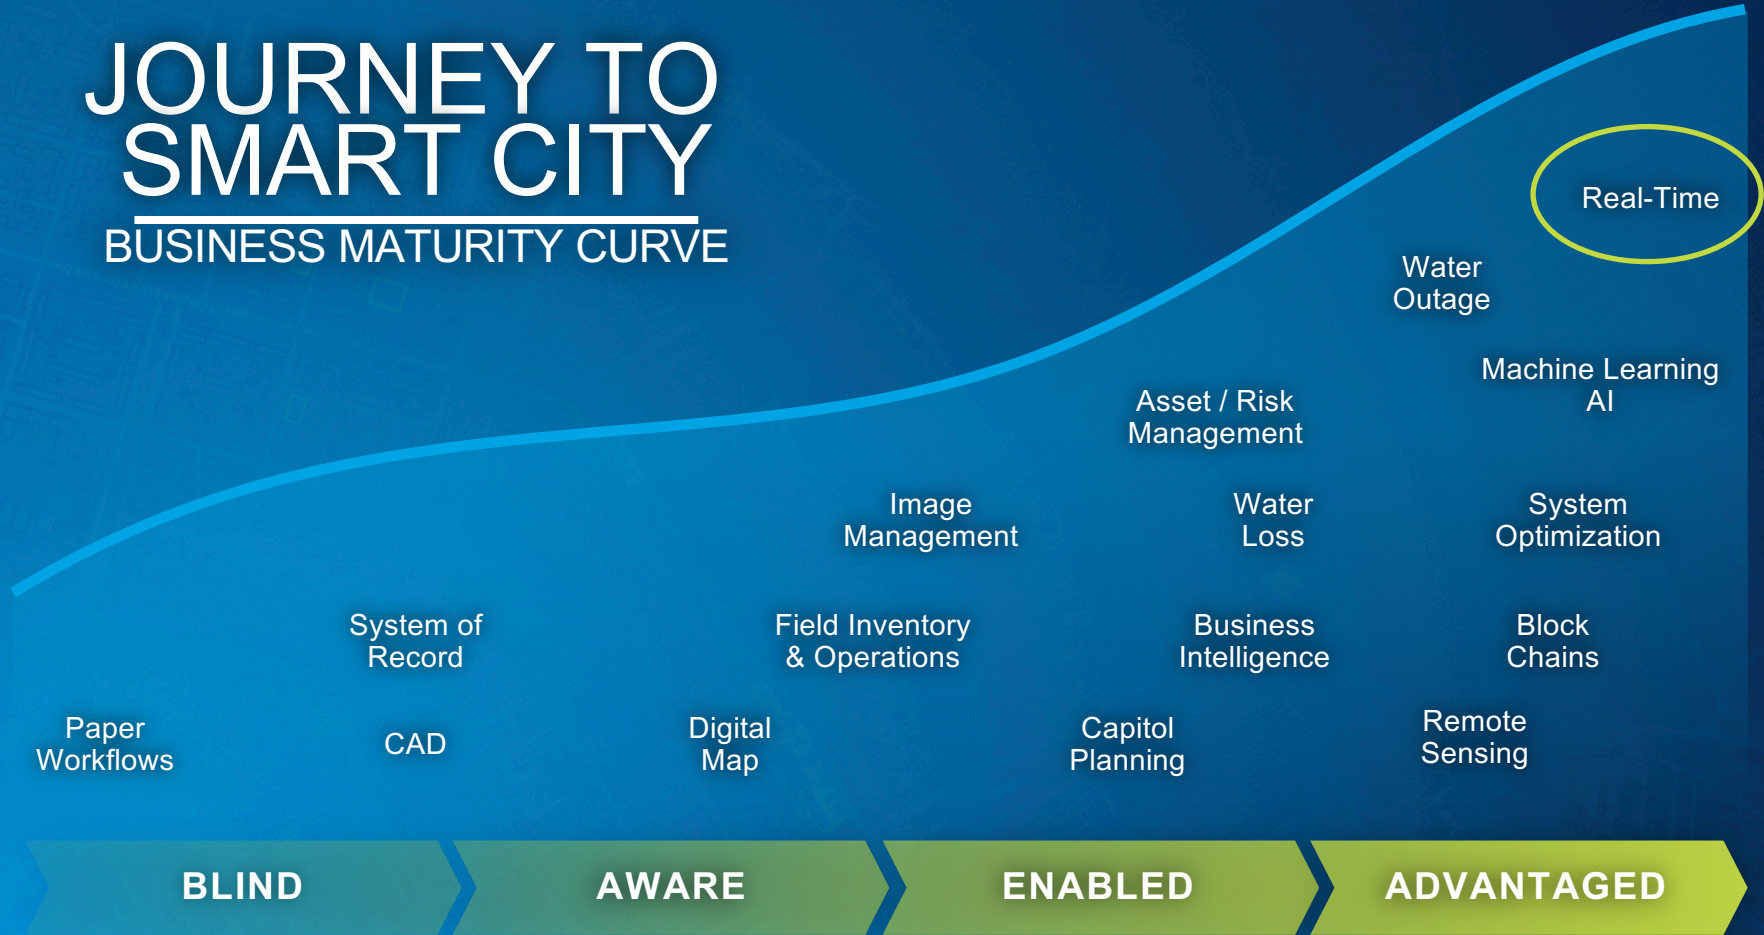 JOURNEY TO
SMART CITY
BUSINESS MATURITY CURVE
Real-Time
Water
Outage
Machine Learning
AI
Asset / Risk
Management
Image
Management
Water
Loss
System
Optimization
System of
Record
Field Inventory
& Operations
Business
Intelligence
Block
Chains
Paper
Workflows
CAD
Digital
Map
Capitol
Planning
Remote
Sensing
BLIND
AWARE
ENABLED
ADVANTAGED